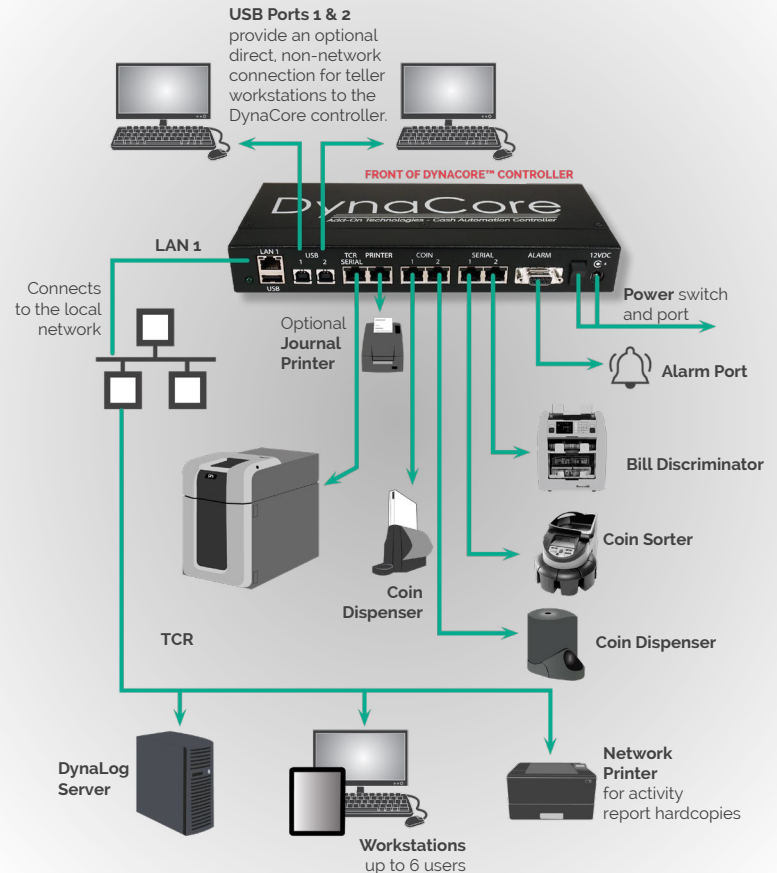 USB Ports 1 & 2
provide an optional
direct, non-network
connection for teller
workstations to the
DynaCore controller.
FRONT OF DYNACORE™ CONTROLLER
DynaCore
Add-On Technologies - Cash Automation Controller
LAN 1
LAN 1
USB
USB
1 2
TCR
SERIAL
PRINTER
COIN
1 2
SERIAL
1 2
ALARM
12VDC
Connects
to the local
network
Power switch
and port
Optional
Journal
Printer
Alarm Port
Bill Discriminator
Coin Sorter
Coin
Dispenser
TCR
Coin Dispenser
DynaLog
Server
Network
Printer
for activity
report hardcopies
Workstations
up to 6 users